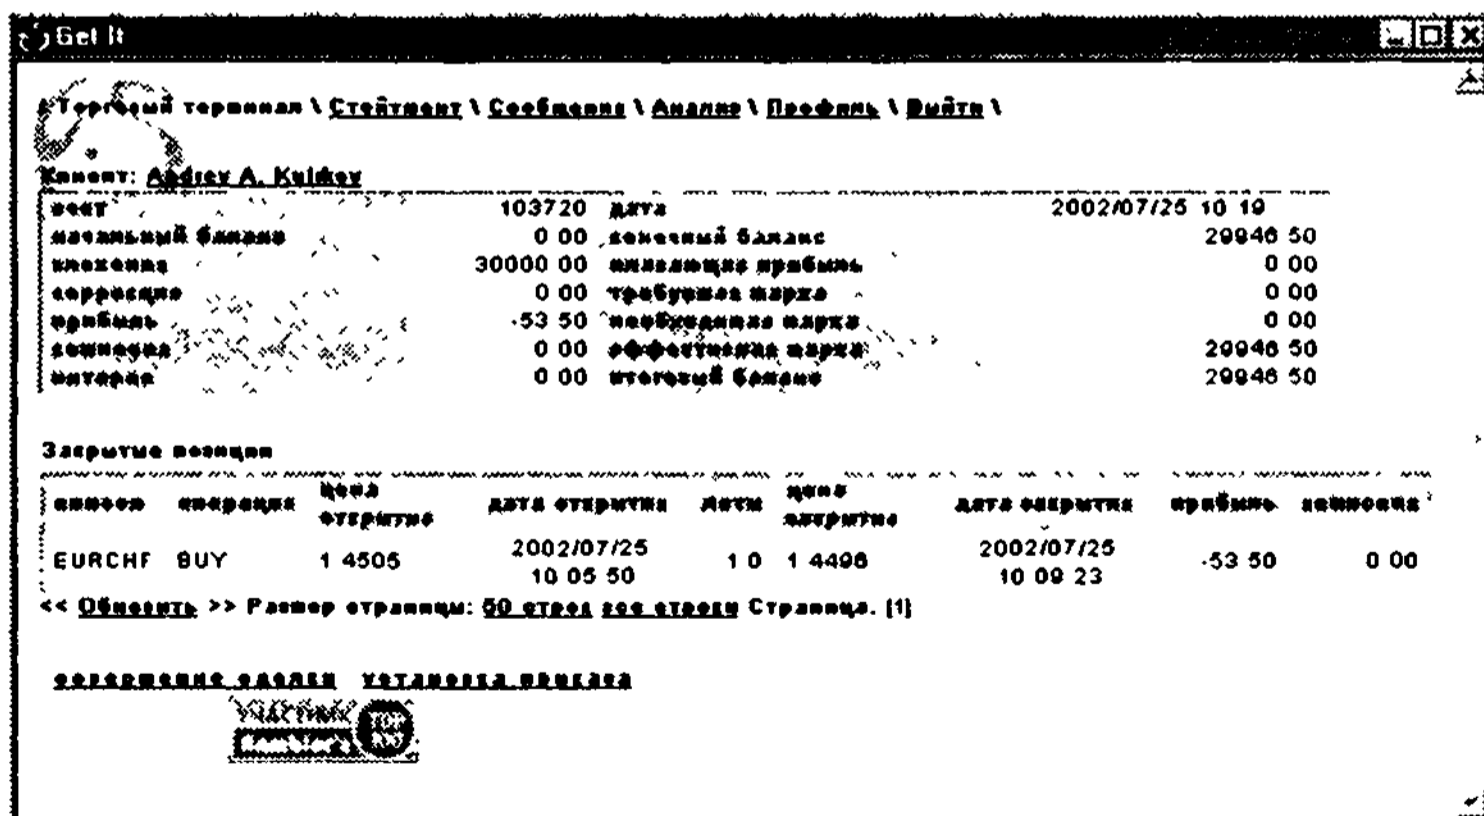 Get It
Торговый терминал \ Стейтмент \ Сообщения \ Анализ \ Профиль \ Выйти \
Клиент: Andrey A.
счет 103720 дата 2002/07/25 10 19
начальный баланс 0 00 конечный баланс 29946 50
вложения 30000 00 плавающая прибыль 0 00
коррекция 0 00 требуемая маржа 0 00
прибыль -53 50 необходимая маржа 0 00
комиссия 0 00 эффективная маржа 29946 50
0 00 итоговый баланс 29946 50
Закрытые позиции
символ операция цена открытия дата открытия лоты цена закрытия дата закрытия прибыль комиссия
EURCHF BUY 1 4505 2002/07/25 10 05 50 1 0 1 4498 2002/07/25 10 09 23 -53 50 0 00
<< Обновить >> Размер страницы: 50 строк все строки Страница. [1]
совершение сделки установка приказа
УЧАСТНИК